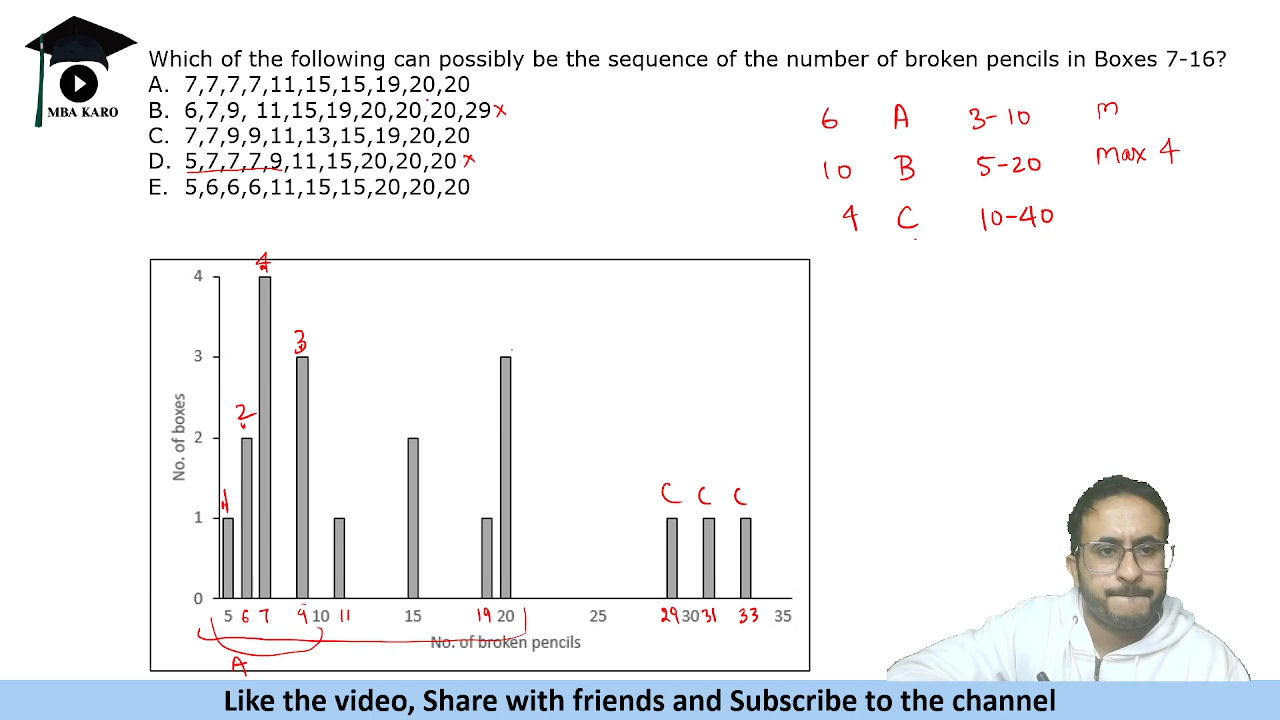 MBA KARO
Which of the following can possibly be the sequence of the number of broken pencils in Boxes 7-16?
A. 7,7,7,7,11,15,15,19,20,20
B. 6,7,9, 11,15,19,20,20,20,29 x
C. 7,7,9,9,11,13,15,19,20,20
D. 5,7,7,7,9,11,15,20,20,20 x
E. 5,6,6,6,11,15,15,20,20,20
6 A 3-10 m
10 B 5-20 max 4
4 C 10-40
No. of boxes
4
3
2
1
0
4
3
2
1
C C C
5 6 7 9 10 11 15 19 20 25 29 30 31 33 35
No. of broken pencils
A
Like the video, Share with friends and Subscribe to the channel